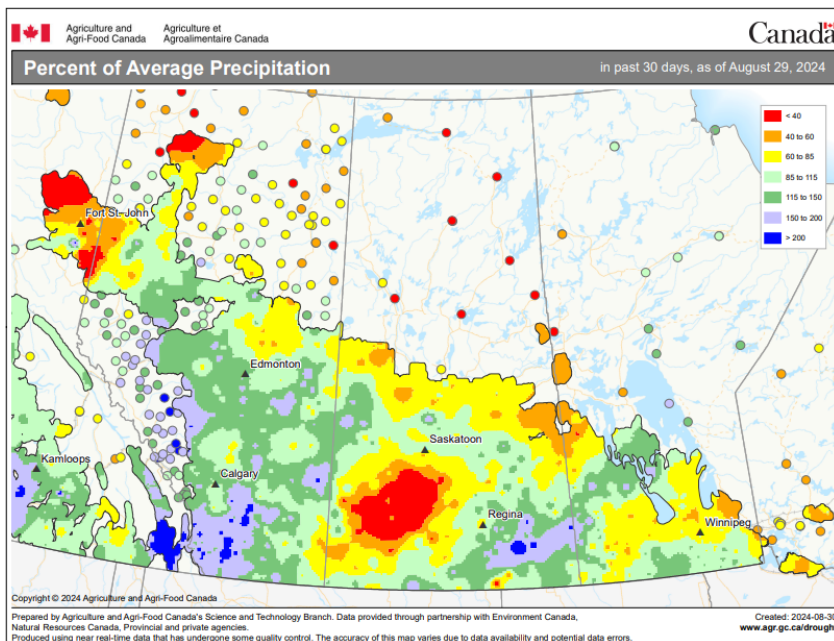 Agriculture and Agriculture et
Agri-Food Canada Agroalimentaire Canada
Canada
Percent of Average Precipitation in past 30 days, as of August 29, 2024
< 40
40 to 60
60 to 85
85 to 115
115 to 150
150 to 200
> 200
Fort St. John
Edmonton
Saskatoon
Kamloops
Calgary
Regina
Winnipeg
Copyright © 2024 Agriculture and Agri-Food Canada
Prepared by Agriculture and Agri-Food Canada's Science and Technology Branch. Data provided through partnership with Environment Canada, Created: 2024-08-30
Natural Resources Canada, Provincial and private agencies. www.agr.gc.ca/drough
Produced using near real-time data that has undergone some quality control. The accuracy of this map varies due to data availability and potential data errors.